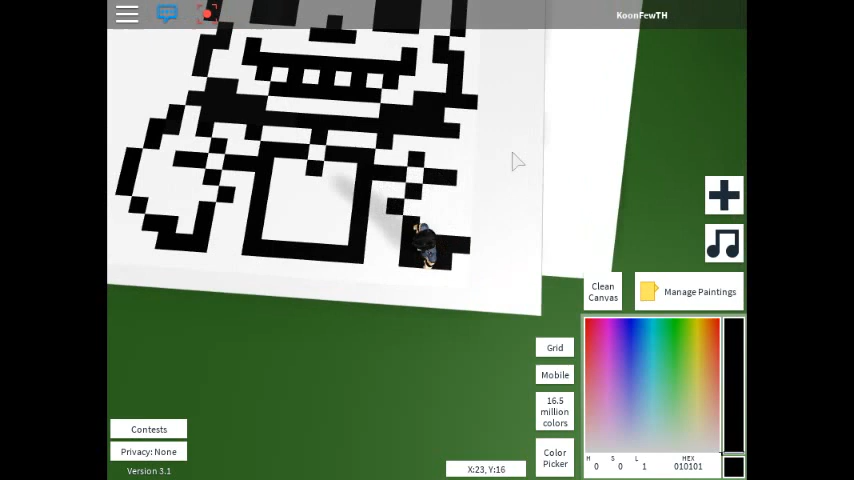 KoonFewTH
Clean
Canvas
Manage Paintings
Grid
Mobile
16.5
million
colors
Color
Picker
H S L HEX
0 0 1 010101
Contests
Privacy: None
Version 3.1
X:23, Y:16